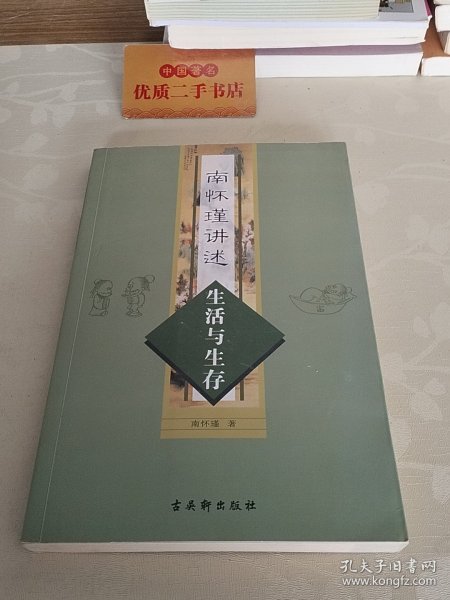 中国著名
优质二手书店
南怀瑾讲述
生活与生存
南怀瑾 著
古吴轩出版社
孔夫子旧书网
www.kongfz.com